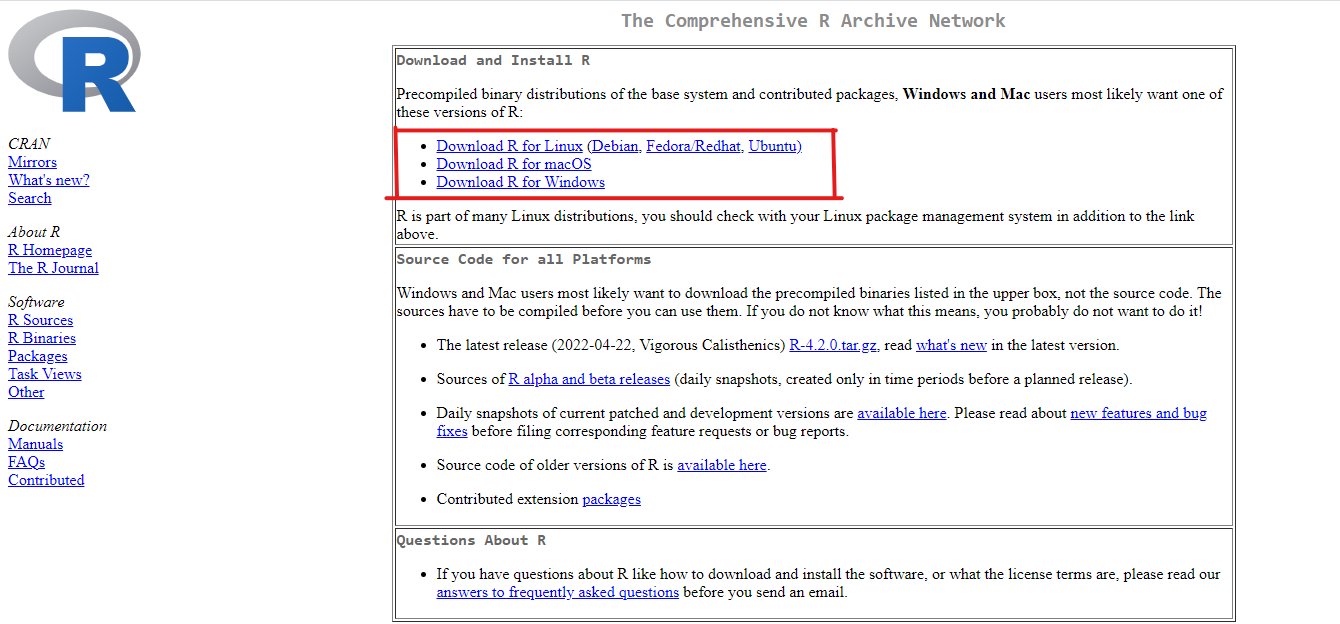 The Comprehensive R Archive Network
R
CRAN
Mirrors
What's new?
Search
About R
R Homepage
The R Journal
Software
R Sources
R Binaries
Packages
Task Views
Other
Documentation
Manuals
FAQs
Contributed
Download and Install R
Precompiled binary distributions of the base system and contributed packages, Windows and Mac users most likely want one of
these versions of R:
• Download R for Linux (Debian, Fedora/Redhat, Ubuntu)
• Download R for macOS
• Download R for Windows
R is part of many Linux distributions, you should check with your Linux package management system in addition to the link
above.
Source Code for all Platforms
Windows and Mac users most likely want to download the precompiled binaries listed in the upper box, not the source code. The
sources have to be compiled before you can use them. If you do not know what this means, you probably do not want to do it!
• The latest release (2022-04-22, Vigorous Calisthenics) R-4.2.0.tar.gz, read what's new in the latest version.
• Sources of R alpha and beta releases (daily snapshots, created only in time periods before a planned release).
• Daily snapshots of current patched and development versions are available here. Please read about new features and bug
fixes before filing corresponding feature requests or bug reports.
• Source code of older versions of R is available here.
• Contributed extension packages
Questions About R
• If you have questions about R like how to download and install the software, or what the license terms are, please read our
answers to frequently asked questions before you send an email.